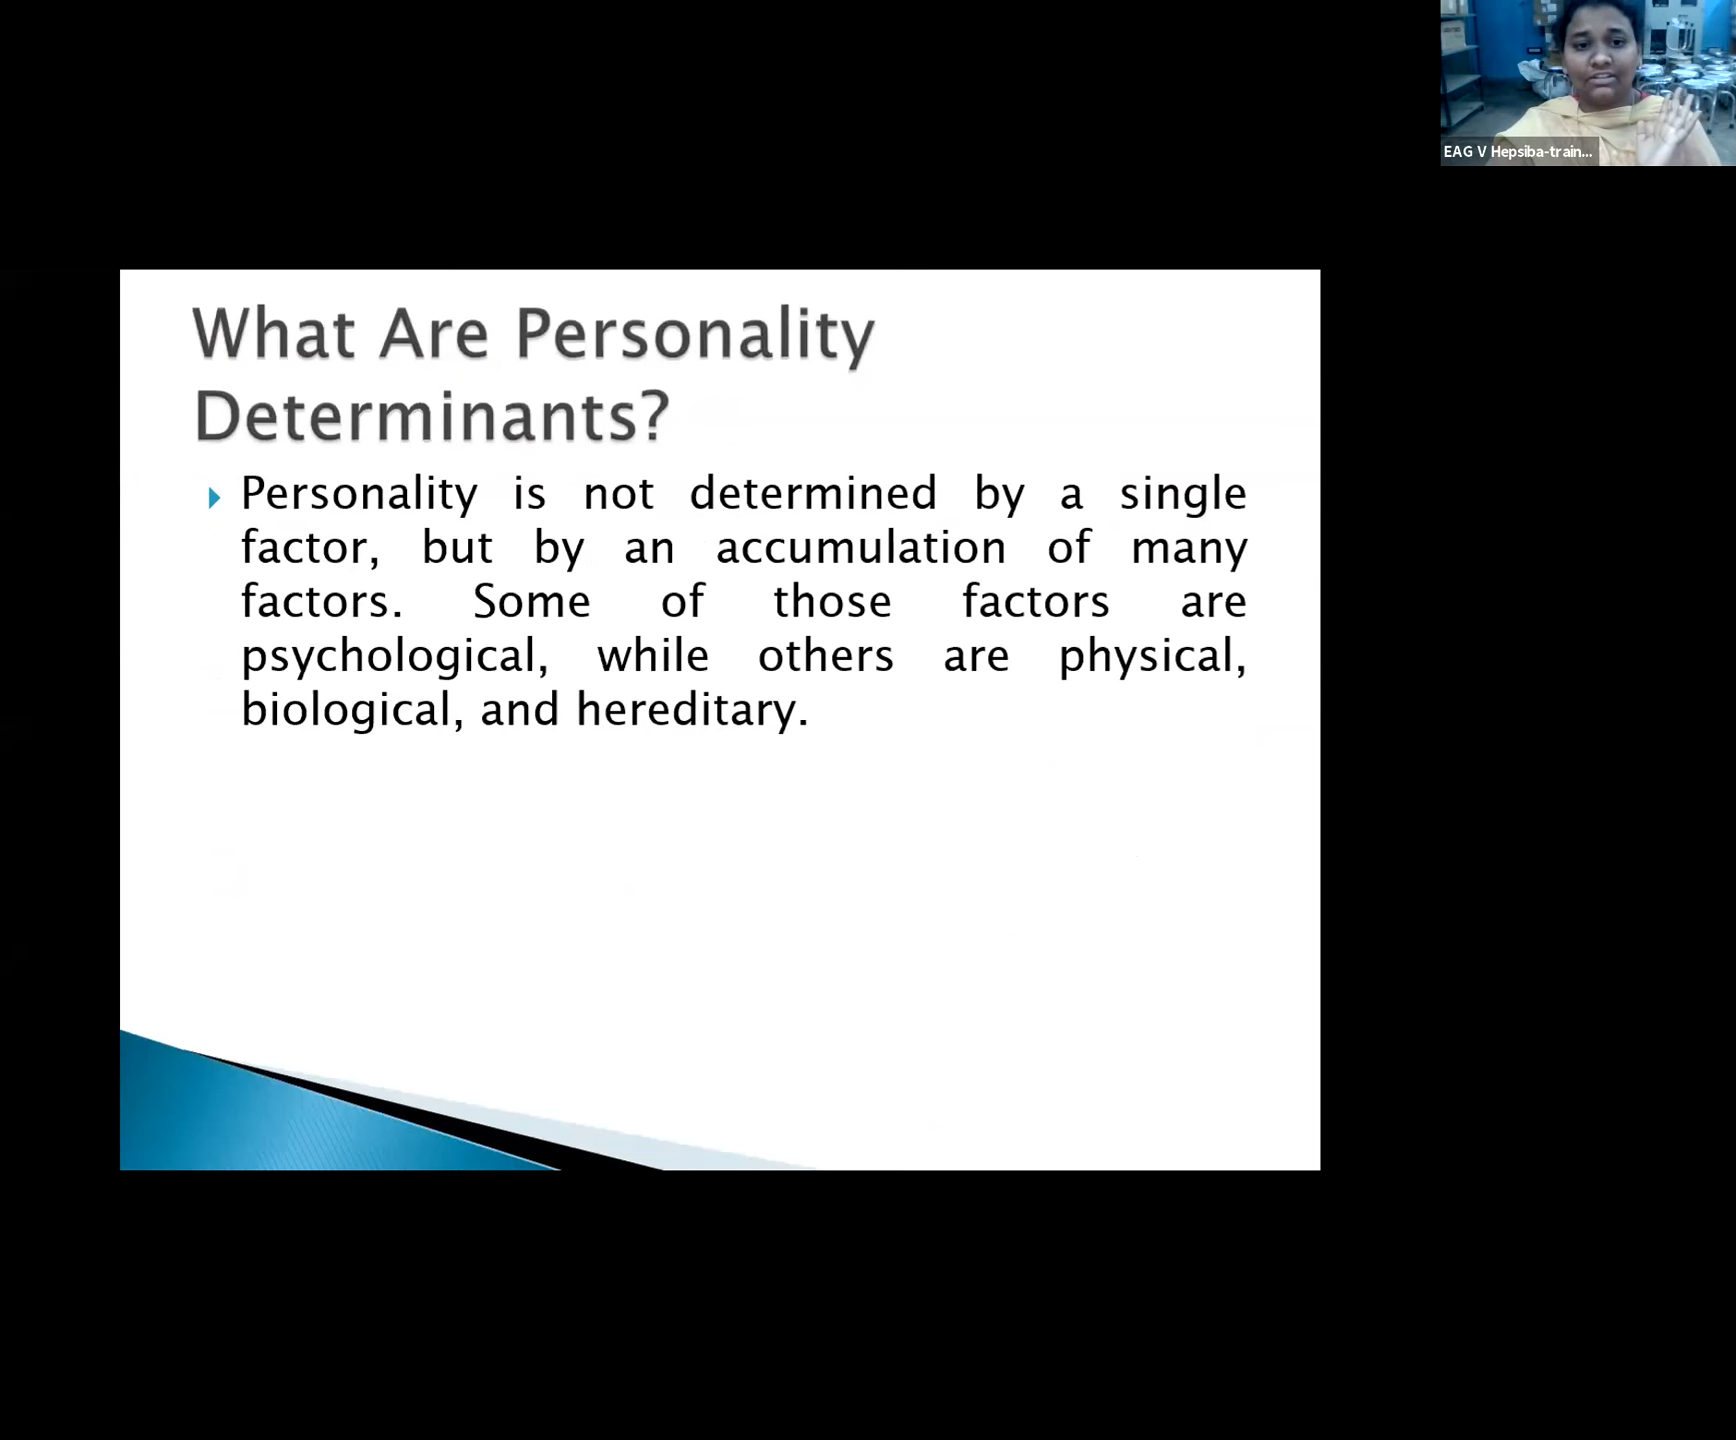 EAG V Hepsiba-train...
What Are Personality
Determinants?
Personality is not determined by a single
factor, but by an accumulation of many
factors. Some of those factors are
psychological, while others are physical,
biological, and hereditary.